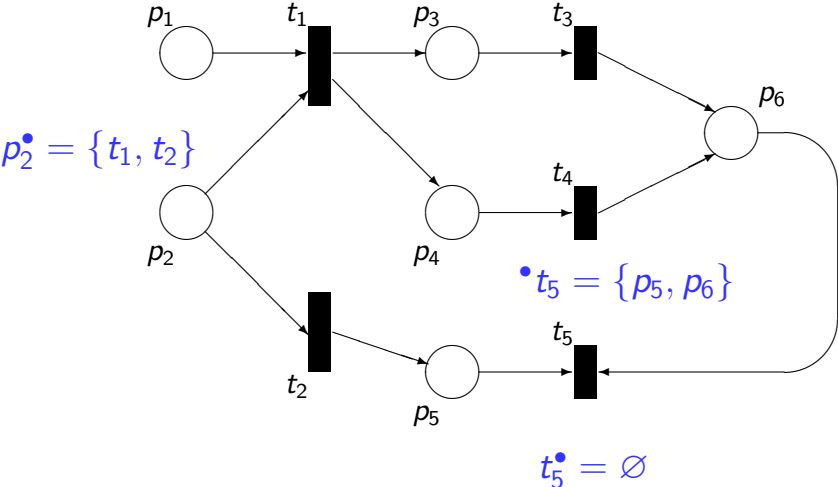 p₁ t₁ p₃ t₃
p₆
p₂• = {t₁, t₂}
t₄
p₂ p₄
•t₅ = {p₅, p₆}
t₅
t₂
p₅
t₅• = ∅